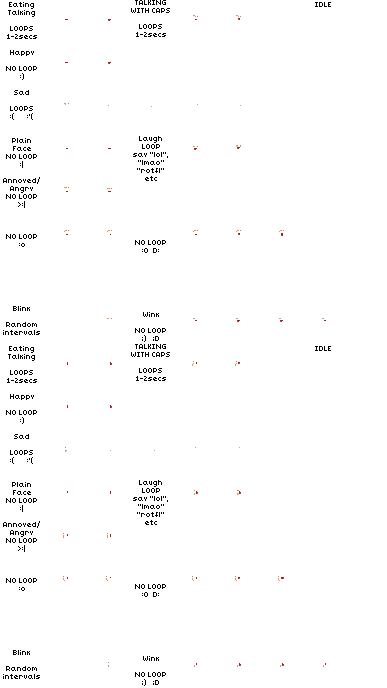 Eating
Talking
LOOPS
1-2secs
TALKING
WITH CAPS
LOOPS
1-2secs
IDLE
Happy
NO LOOP
:)
Sad
LOOPS
:( :'(
Plain
Face
NO LOOP
:|
Laugh
LOOP
say "lol",
"lmao"
"rotfl"
etc
Annoyed/
Angry
NO LOOP
>:|
NO LOOP
:o
NO LOOP
:O D:
Blink
Random
intervals
Wink
NO LOOP
;) ;D
Eating
Talking
LOOPS
1-2secs
TALKING
WITH CAPS
LOOPS
1-2secs
IDLE
Happy
NO LOOP
:)
Sad
LOOPS
:( :'(
Plain
Face
NO LOOP
:|
Laugh
LOOP
say "lol",
"lmao"
"rotfl"
etc
Annoyed/
Angry
NO LOOP
>:|
NO LOOP
:o
NO LOOP
:O D:
Blink
Random
intervals
Wink
NO LOOP
;) ;D